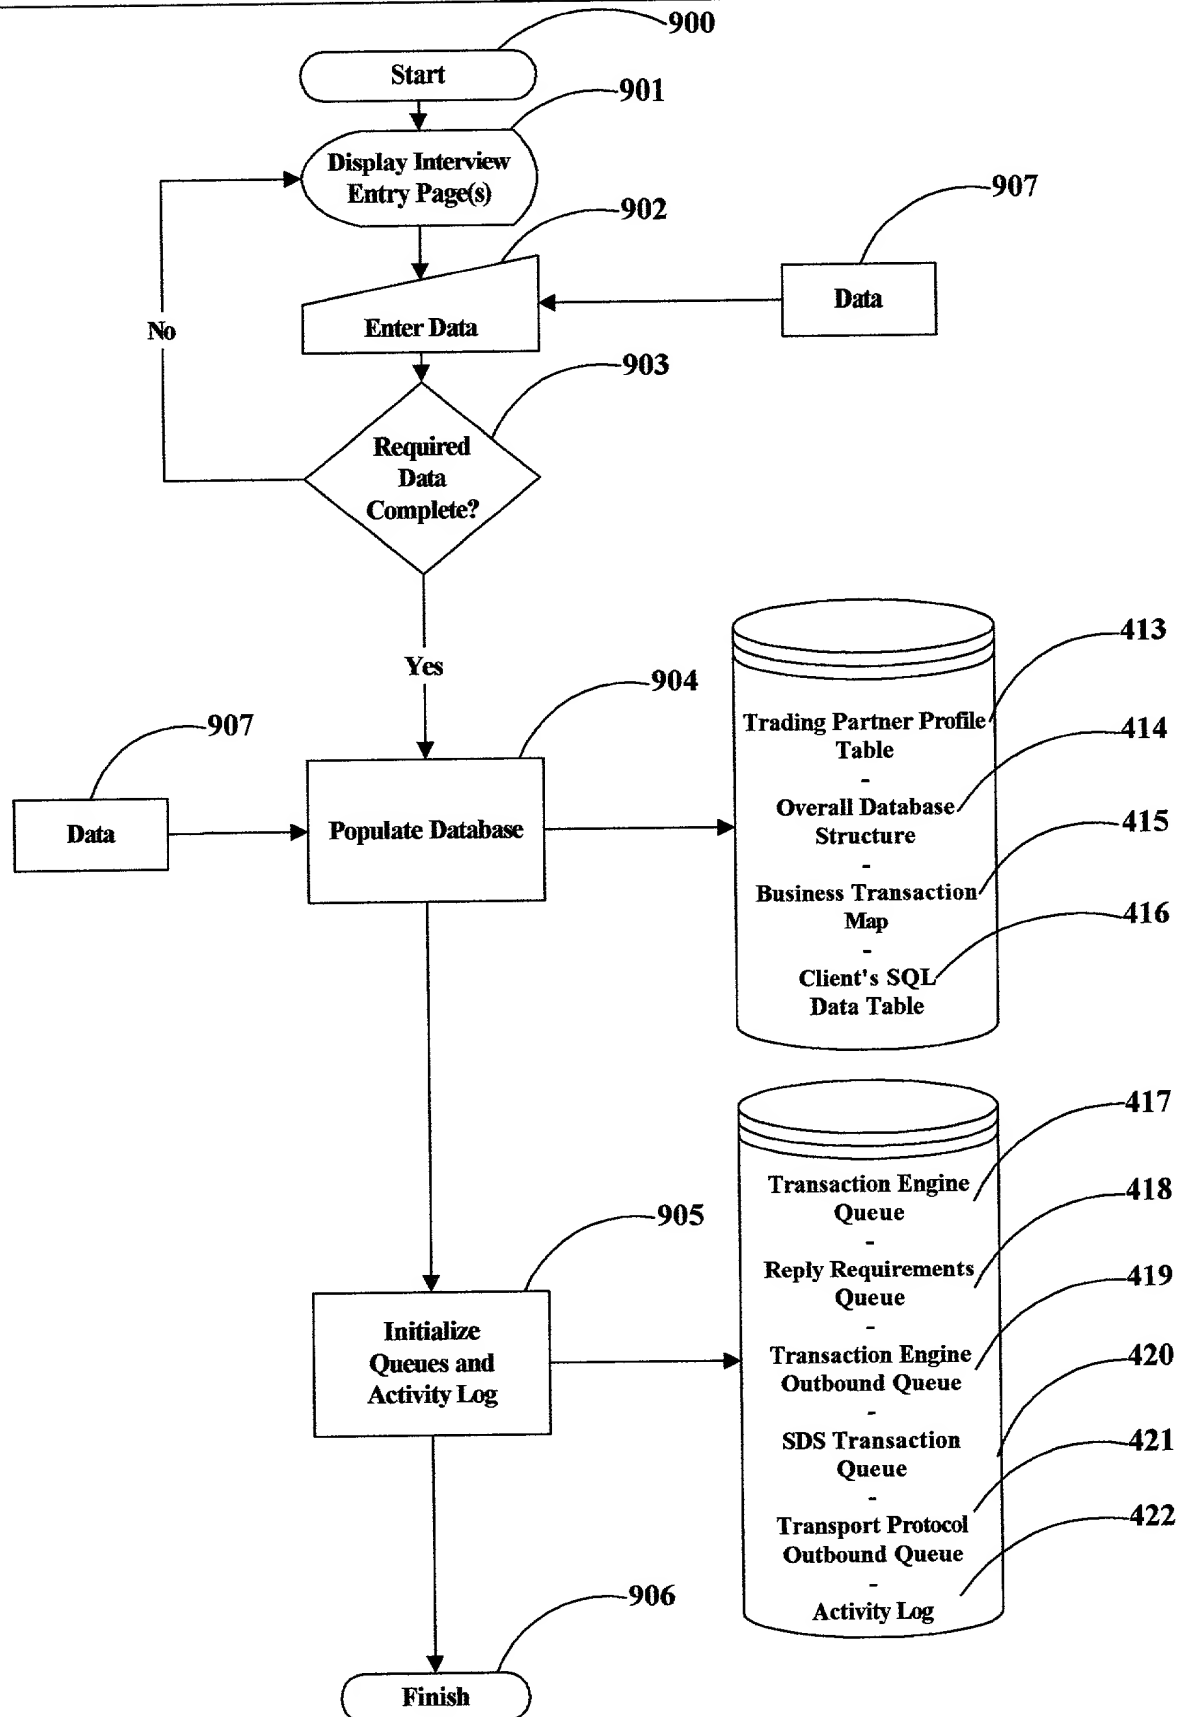 900
Start
901
Display Interview
Entry Page(s)
902
907
Data
No
Enter Data
903
Required
Data
Complete?
Yes
413
904
Trading Partner Profile
Table
907
414
-
Overall Database
Structure
Data
Populate Database
415
-
Business Transaction
Map
416
-
Client's SQL
Data Table
417
Transaction Engine
Queue
418
905
-
Reply Requirements
Queue
419
-
Initialize
Queues and
Activity Log
Transaction Engine
Outbound Queue
420
-
SDS Transaction
Queue
421
-
Transport Protocol
Outbound Queue
422
-
Activity Log
906
Finish